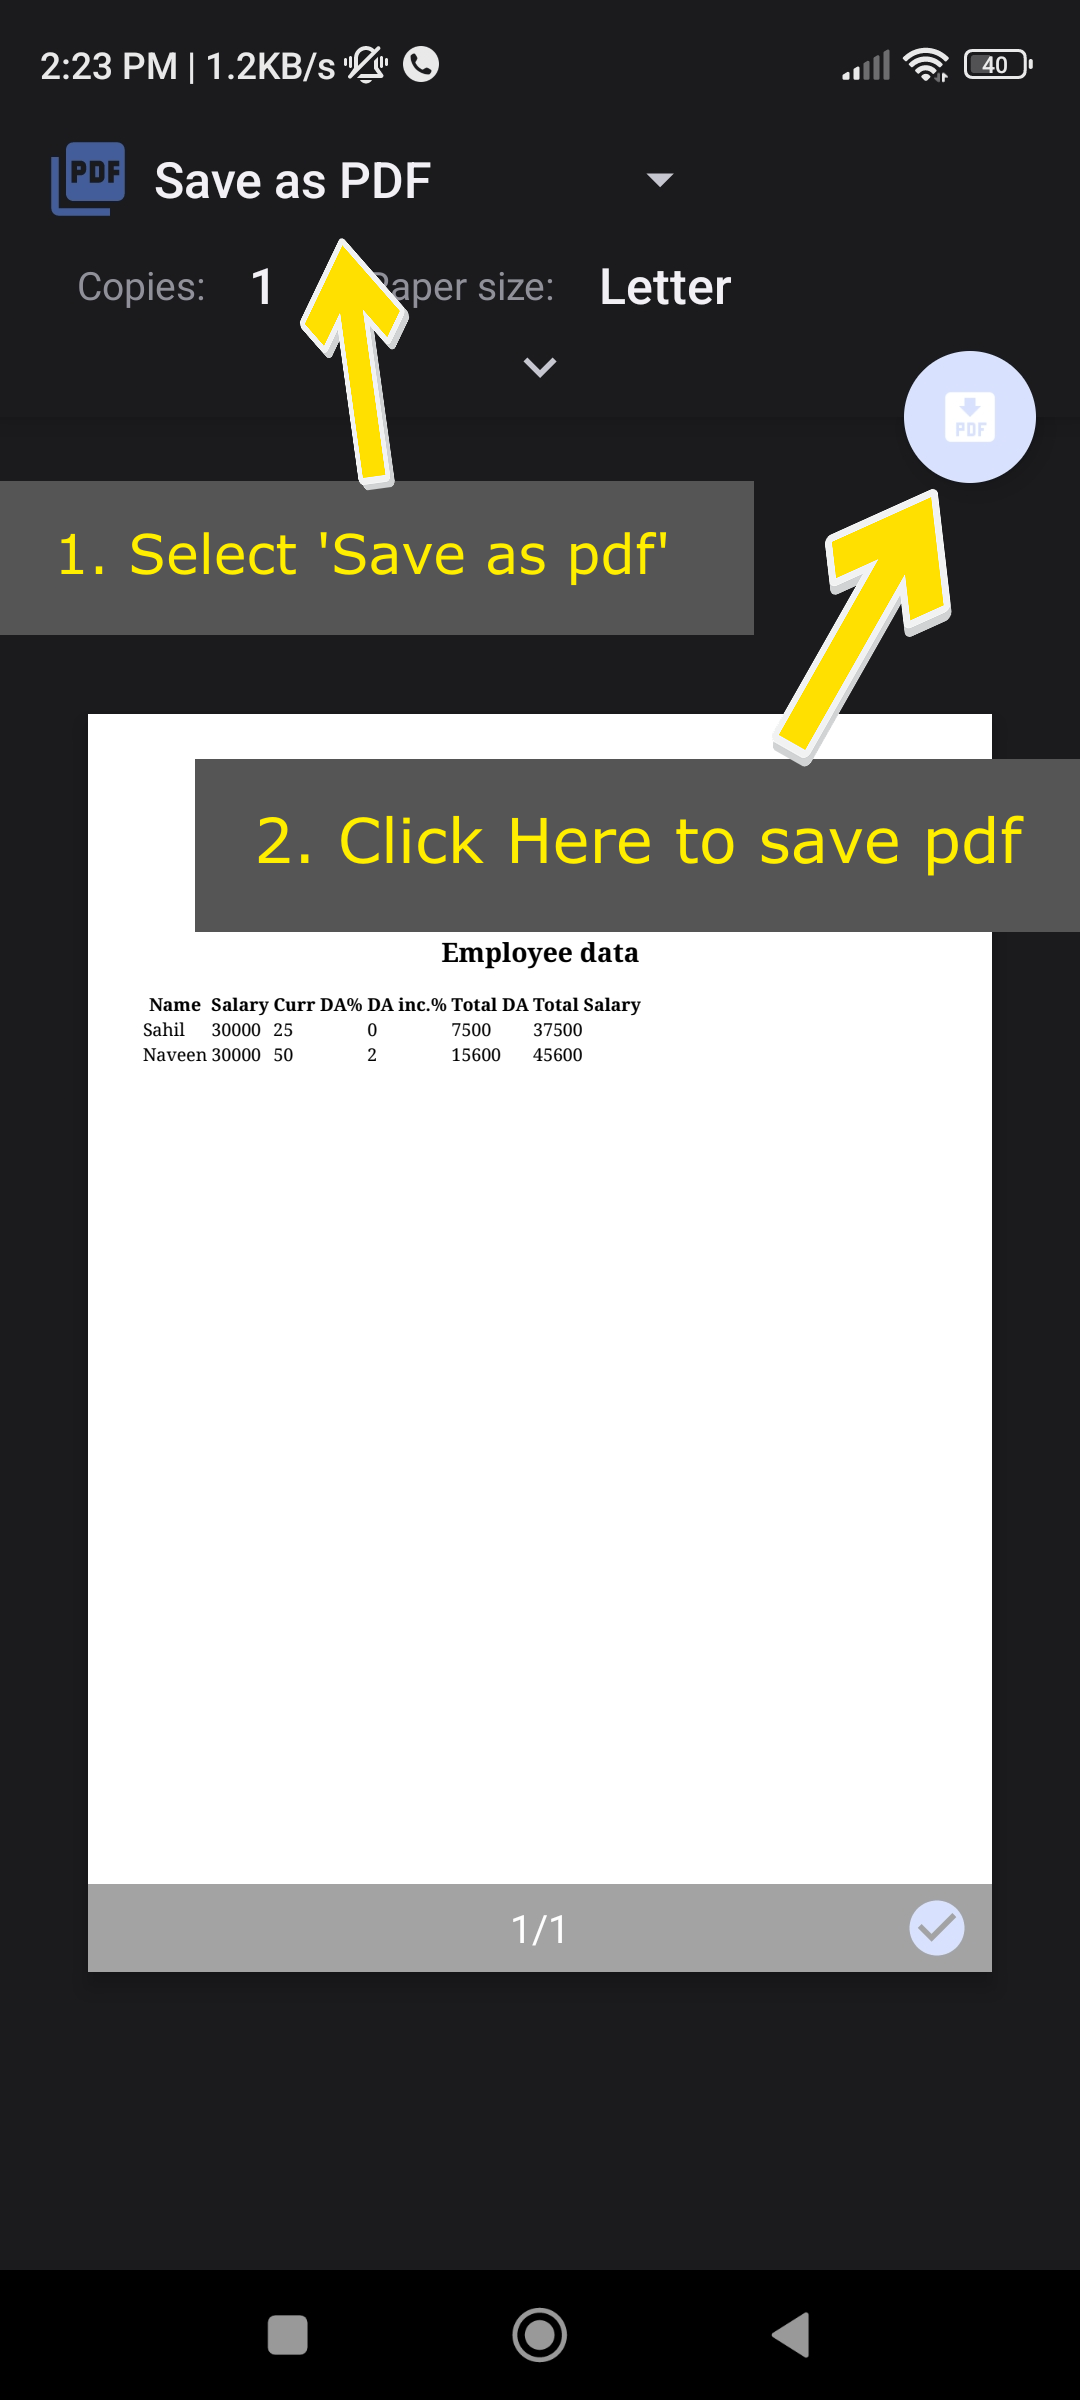 2:23 PM | 1.2KB/s 40
PDF Save as PDF
Copies: 1 Paper size: Letter
PDF
1. Select 'Save as pdf'
2. Click Here to save pdf
Employee data
Name Salary Curr DA% DA inc.% Total DA Total Salary
Sahil 30000 25 0 7500 37500
Naveen 30000 50 2 15600 45600
1/1